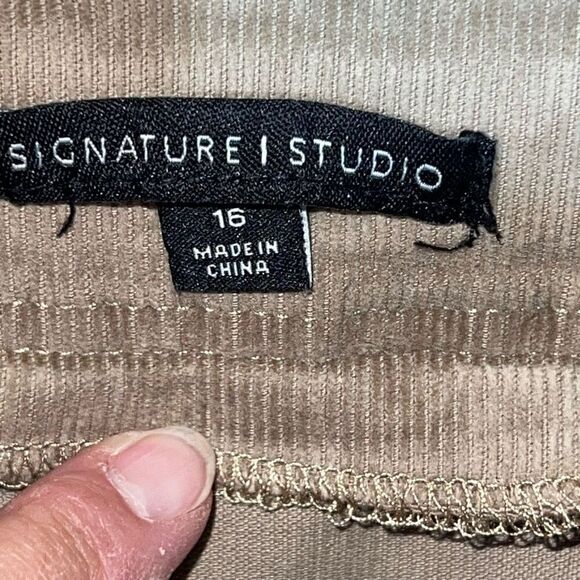 SIGNATURE | STUDIO
16
MADE IN
CHINA